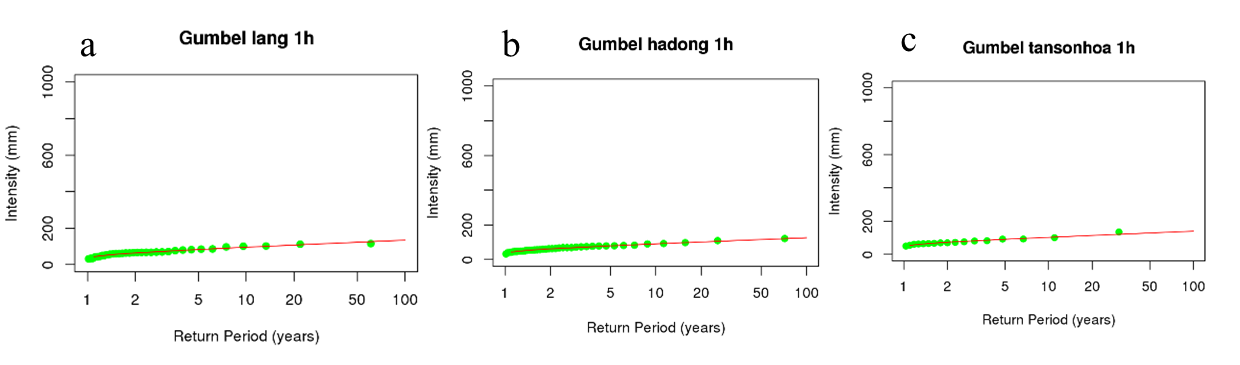 a
Gumbel lang 1h
Intensity (mm)
1000
600
200
0
1 2 5 10 20 50 100
Return Period (years)
b
Gumbel hadong 1h
Intensity (mm)
1000
600
200
0
1 2 5 10 20 50 100
Return Period (years)
c
Gumbel tansonhoa 1h
Intensity (mm)
1000
600
200
0
1 2 5 10 20 50 100
Return Period (years)